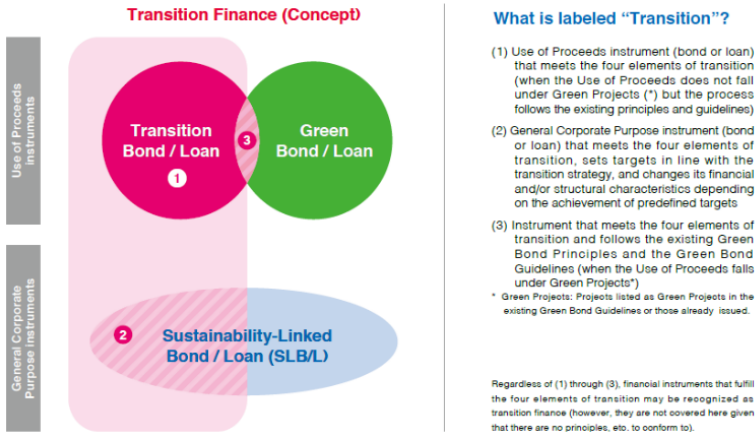 Transition Finance (Concept)
Use of Proceeds
instruments
Transition
Bond / Loan
1
3
Green
Bond / Loan
General Corporate
Purpose instruments
2
Sustainability-Linked
Bond / Loan (SLB/L)
What is labeled “Transition”?
(1) Use of Proceeds instrument (bond or loan)
that meets the four elements of transition
(when the Use of Proceeds does not fall
under Green Projects (*) but the process
follows the existing principles and guidelines)
(2) General Corporate Purpose instrument (bond
or loan) that meets the four elements of
transition, sets targets in line with the
transition strategy, and changes its financial
and/or structural characteristics depending
on the achievement of predefined targets
(3) Instrument that meets the four elements of
transition and follows the existing Green
Bond Principles and the Green Bond
Guidelines (when the Use of Proceeds falls
under Green Projects*)
* Green Projects: Projects listed as Green Projects in the
existing Green Bond Guidelines or those already issued.
Regardless of (1) through (3), financial instruments that fulfill
the four elements of transition may be recognized as
transition finance (however, they are not covered here given
that there are no principles, etc. to conform to).